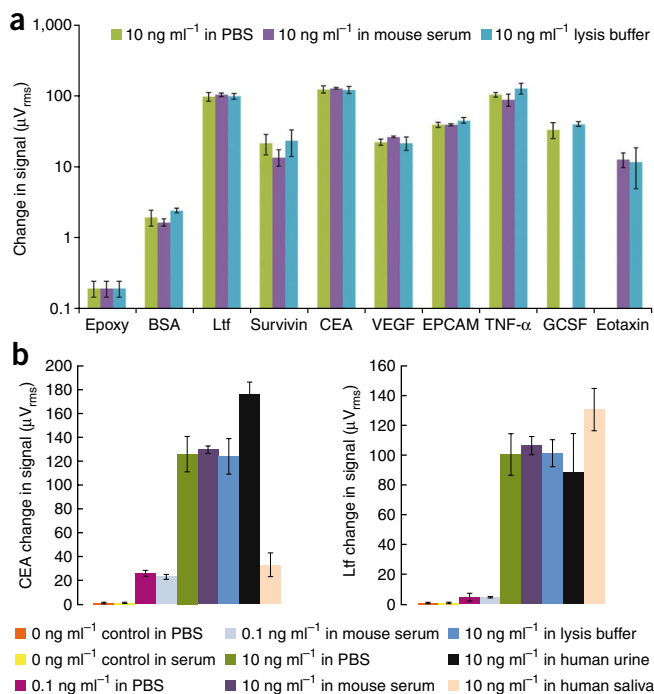 a
10 ng ml⁻¹ in PBS 10 ng ml⁻¹ in mouse serum 10 ng ml⁻¹ lysis buffer
Change in signal (μVrms)
1,000
100
10
1
0.1
Epoxy BSA Ltf Survivin CEA VEGF EPCAM TNF-α GCSF Eotaxin
b
CEA change in signal (μVrms)
200
180
160
140
120
100
80
60
40
20
0
Ltf change in signal (μVrms)
160
140
120
100
80
60
40
20
0
0 ng ml⁻¹ control in PBS 0.1 ng ml⁻¹ in mouse serum 10 ng ml⁻¹ in lysis buffer
0 ng ml⁻¹ control in serum 10 ng ml⁻¹ in PBS 10 ng ml⁻¹ in human urine
0.1 ng ml⁻¹ in PBS 10 ng ml⁻¹ in mouse serum 10 ng ml⁻¹ in human saliva